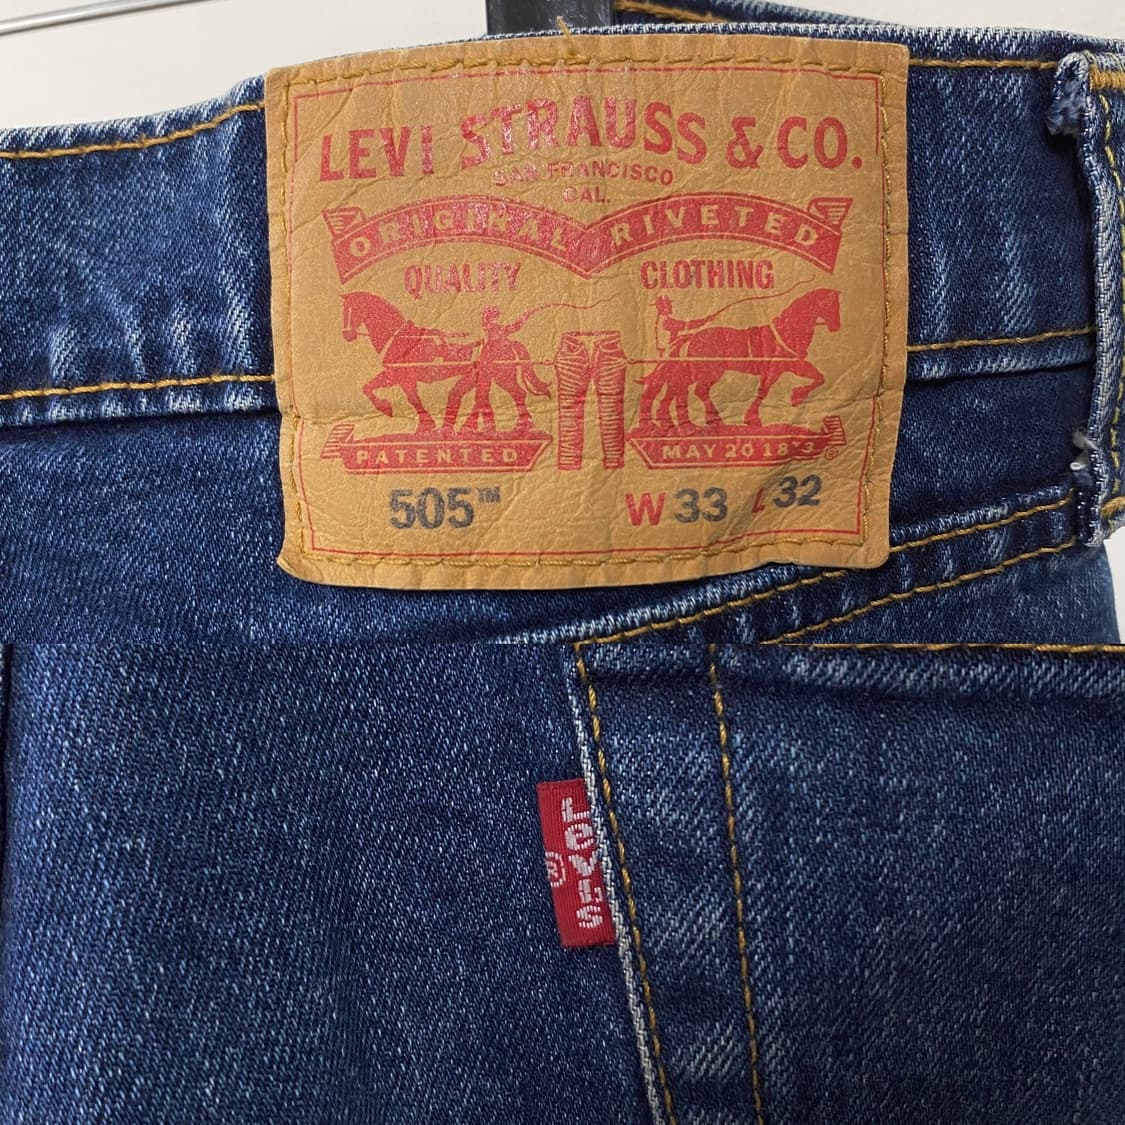 LEVI STRAUSS & CO.
SAN FRANCISCO
CAL.
ORIGINAL RIVETED
QUALITY CLOTHING
PATENTED MAY 20 1873 ®
505™ W 33 L 32
LEVI'S
®